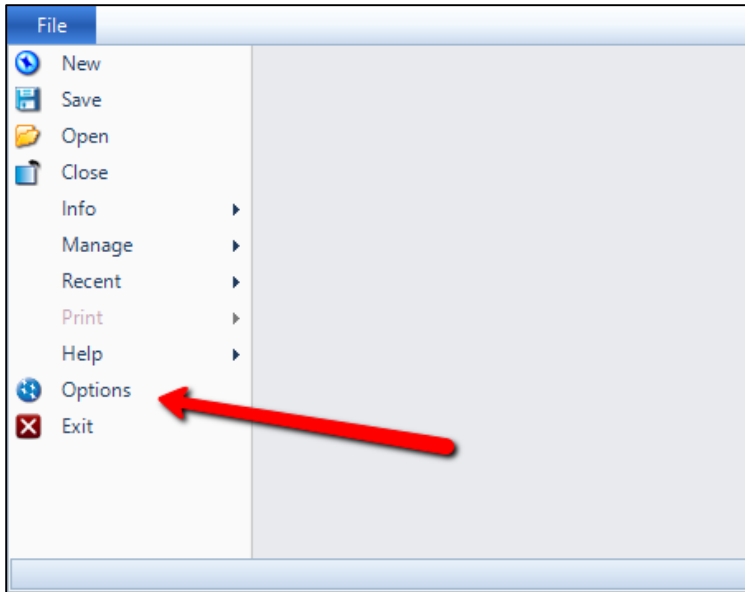 File
New
Save
Open
Close
Info
Manage
Recent
Print
Help
Options
Exit